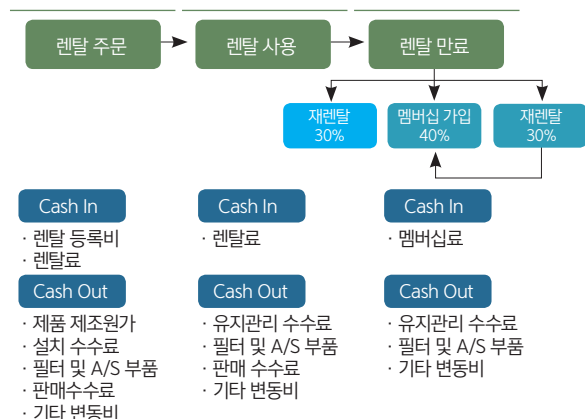 렌탈 주문
렌탈 사용
렌탈 만료
재렌탈
30%
멤버십 가입
40%
재렌탈
30%
Cash In
· 렌탈 등록비
· 렌탈료
Cash Out
· 제품 제조원가
· 설치 수수료
· 필터 및 A/S 부품
· 판매수수료
· 기타 변동비
Cash In
· 렌탈료
Cash Out
· 유지관리 수수료
· 필터 및 A/S 부품
· 판매 수수료
· 기타 변동비
Cash In
· 멤버십료
Cash Out
· 유지관리 수수료
· 필터 및 A/S 부품
· 기타 변동비